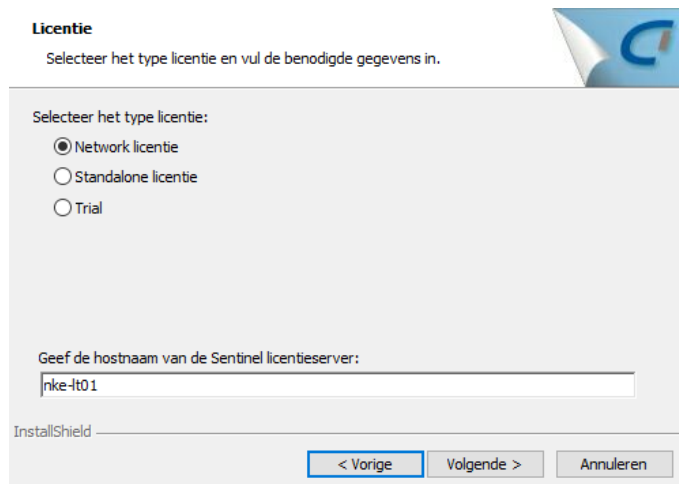 Licentie
Selecteer het type licentie en vul de benodigde gegevens in.
Selecteer het type licentie:
Network licentie
Standalone licentie
Trial
Geef de hostnaam van de Sentinel licentieserver:
nke-lt01
InstallShield
< Vorige
Volgende >
Annuleren